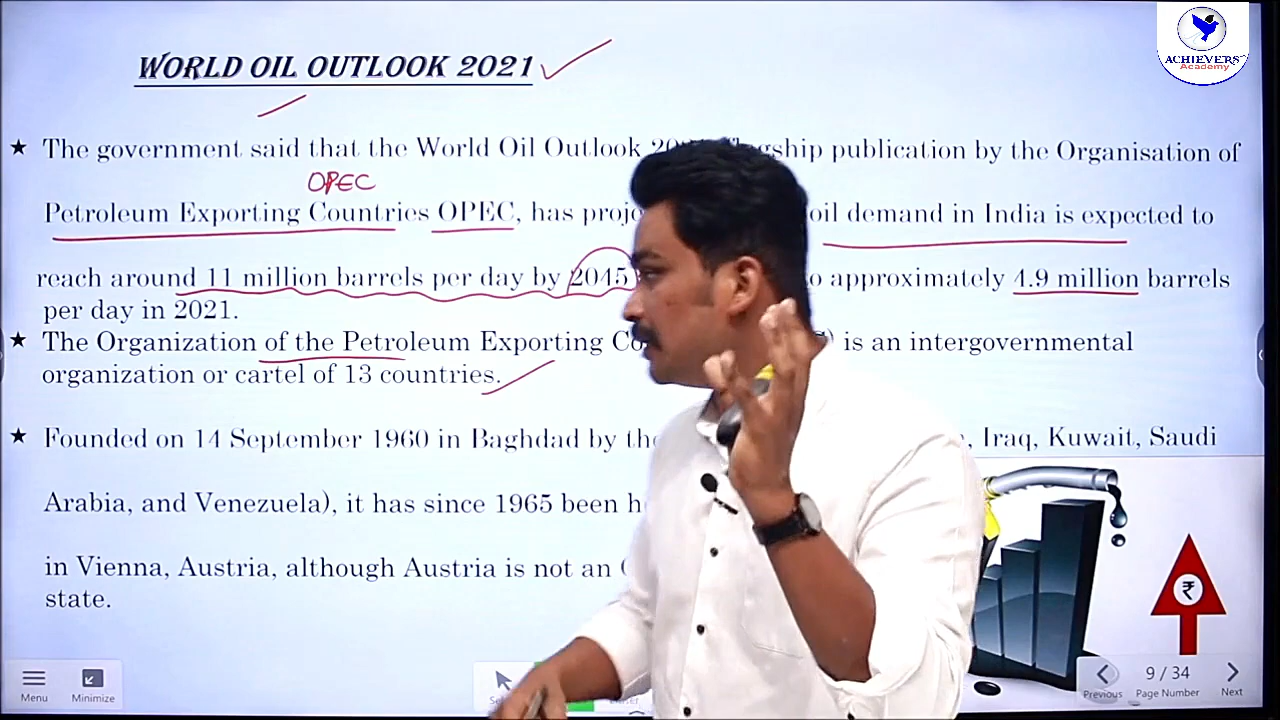 WORLD OIL OUTLOOK 2021
ACHIEVERS
Academy
★ The government said that the World Oil Outlook publication by the Organisation of
OPEC
Petroleum Exporting Countries OPEC, has oil demand in India is expected to
reach around 11 million barrels per day by 2045 approximately 4.9 million barrels
per day in 2021.
★ The Organization of the Petroleum Exporting is an intergovernmental
organization or cartel of 13 countries.
★ Founded on 14 September 1960 in Baghdad by Iraq, Kuwait, Saudi
Arabia, and Venezuela), it has since 1965 been
in Vienna, Austria, although Austria is not an
state.
₹
Menu
Minimize
Previous
9 / 34
Page Number
Next